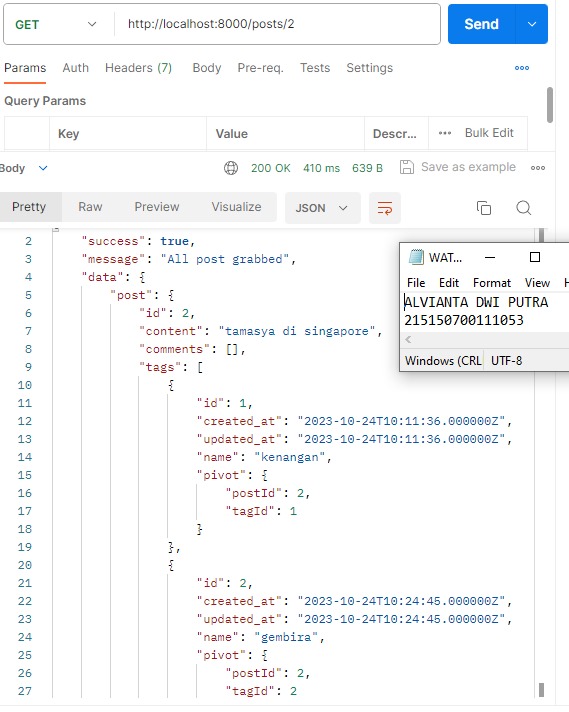 GET http://localhost:8000/posts/2 Send
Params Auth Headers (7) Body Pre-req. Tests Settings
Query Params
Key Value Descr... Bulk Edit
Body 200 OK 410 ms 639 B Save as example
Pretty Raw Preview Visualize JSON
2 "success": true,
3 "message": "All post grabbed",
4 "data": {
5 "post": {
6 "id": 2,
7 "content": "tamasya di singapore",
8 "comments": [],
9 "tags": [
10 {
11 "id": 1,
12 "created_at": "2023-10-24T10:11:36.000000Z",
13 "updated_at": "2023-10-24T10:11:36.000000Z",
14 "name": "kenangan",
15 "pivot": {
16 "postId": 2,
17 "tagId": 1
18 }
19 },
20 {
21 "id": 2,
22 "created_at": "2023-10-24T10:24:45.000000Z",
23 "updated_at": "2023-10-24T10:24:45.000000Z",
24 "name": "gembira",
25 "pivot": {
26 "postId": 2,
27 "tagId": 2
WAT...
File Edit Format View H
ALVIANTA DWI PUTRA
215150700111053
Windows (CRL UTF-8